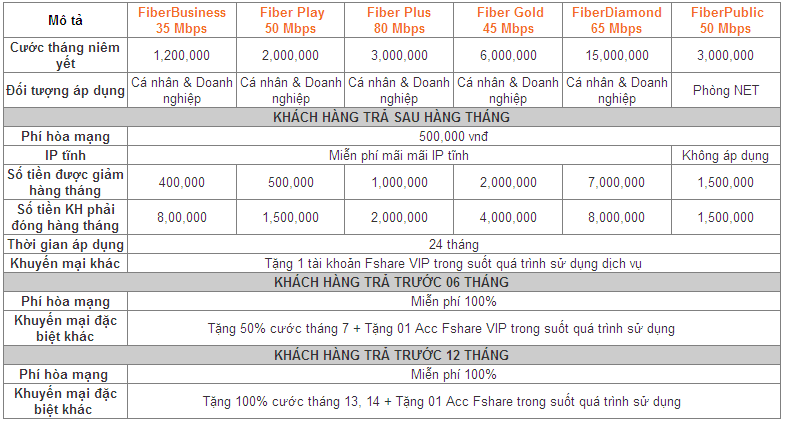 Mô tả FiberBusiness 35 Mbps Fiber Play 50 Mbps Fiber Plus 80 Mbps Fiber Gold 45 Mbps FiberDiamond 65 Mbps FiberPublic 50 Mbps
Cước tháng niêm yết 1,200,000 2,000,000 3,000,000 6,000,000 15,000,000 3,000,000
Đối tượng áp dụng Cá nhân & Doanh nghiệp Cá nhân & Doanh nghiệp Cá nhân & Doanh nghiệp Cá nhân & Doanh nghiệp Cá nhân & Doanh nghiệp Phòng NET
KHÁCH HÀNG TRẢ SAU HÀNG THÁNG
Phí hòa mạng 500,000 vnđ
IP tĩnh Miễn phí mãi mãi IP tĩnh Không áp dụng
Số tiền được giảm hàng tháng 400,000 500,000 1,000,000 2,000,000 7,000,000 1,500,000
Số tiền KH phải đóng hàng tháng 8,00,000 1,500,000 2,000,000 4,000,000 8,000,000 1,500,000
Thời gian áp dụng 24 tháng
Khuyến mại khác Tặng 1 tài khoản Fshare VIP trong suốt quá trình sử dụng dịch vụ
KHÁCH HÀNG TRẢ TRƯỚC 06 THÁNG
Phí hòa mạng Miễn phí 100%
Khuyến mại đặc biệt khác Tặng 50% cước tháng 7 + Tặng 01 Acc Fshare VIP trong suốt quá trình sử dụng
KHÁCH HÀNG TRẢ TRƯỚC 12 THÁNG
Phí hòa mạng Miễn phí 100%
Khuyến mại đặc biệt khác Tặng 100% cước tháng 13, 14 + Tặng 01 Acc Fshare trong suốt quá trình sử dụng